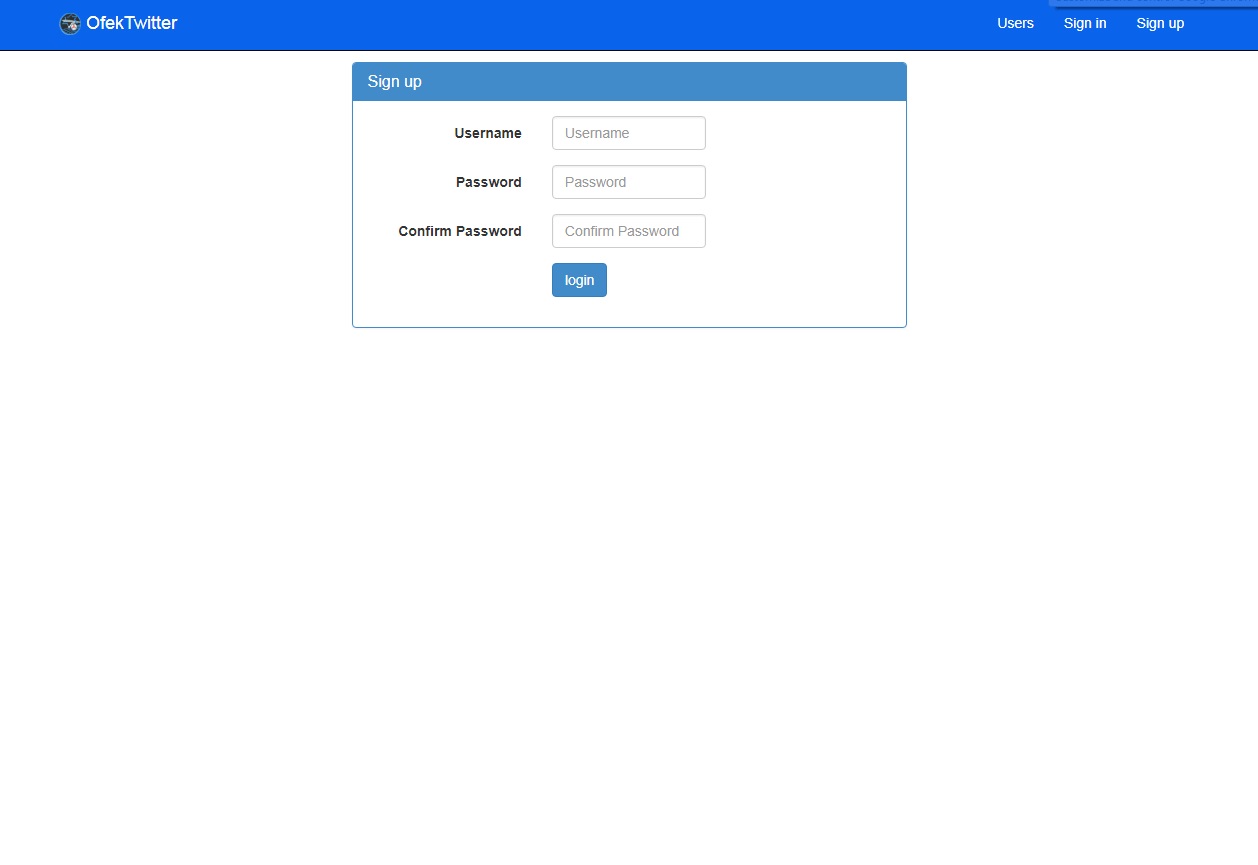 OfekTwitter Users Sign in Sign up
Sign up
Username Username
Password Password
Confirm Password Confirm Password
login